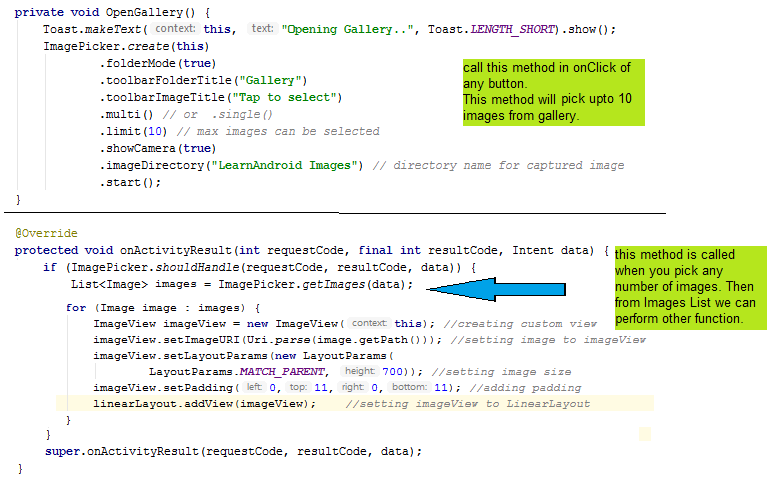 private void OpenGallery() {
Toast.makeText( context: this, text: "Opening Gallery..", Toast.LENGTH_SHORT).show();
ImagePicker.create(this)
.folderMode(true)
.toolbarFolderTitle("Gallery")
.toolbarImageTitle("Tap to select")
.multi() // or .single()
.limit(10) // max images can be selected
.showCamera(true)
.imageDirectory("LearnAndroid Images") // directory name for captured image
.start();
}
call this method in onClick of
any button.
This method will pick upto 10
images from gallery.
@Override
protected void onActivityResult(int requestCode, final int resultCode, Intent data) {
if (ImagePicker.shouldHandle(requestCode, resultCode, data)) {
List<Image> images = ImagePicker.getImages(data);
for (Image image : images) {
ImageView imageView = new ImageView( context: this); //creating custom view
imageView.setImageURI(Uri.parse(image.getPath())); //setting image to imageView
imageView.setLayoutParams(new LayoutParams(
LayoutParams.MATCH_PARENT, height: 700)); //setting image size
imageView.setPadding( left: 0, top: 11, right: 0, bottom: 11); //adding padding
linearLayout.addView(imageView); //setting imageView to LinearLayout
}
}
super.onActivityResult(requestCode, resultCode, data);
}
this method is called
when you pick any
number of images. Then
from Images List we can
perform other function.